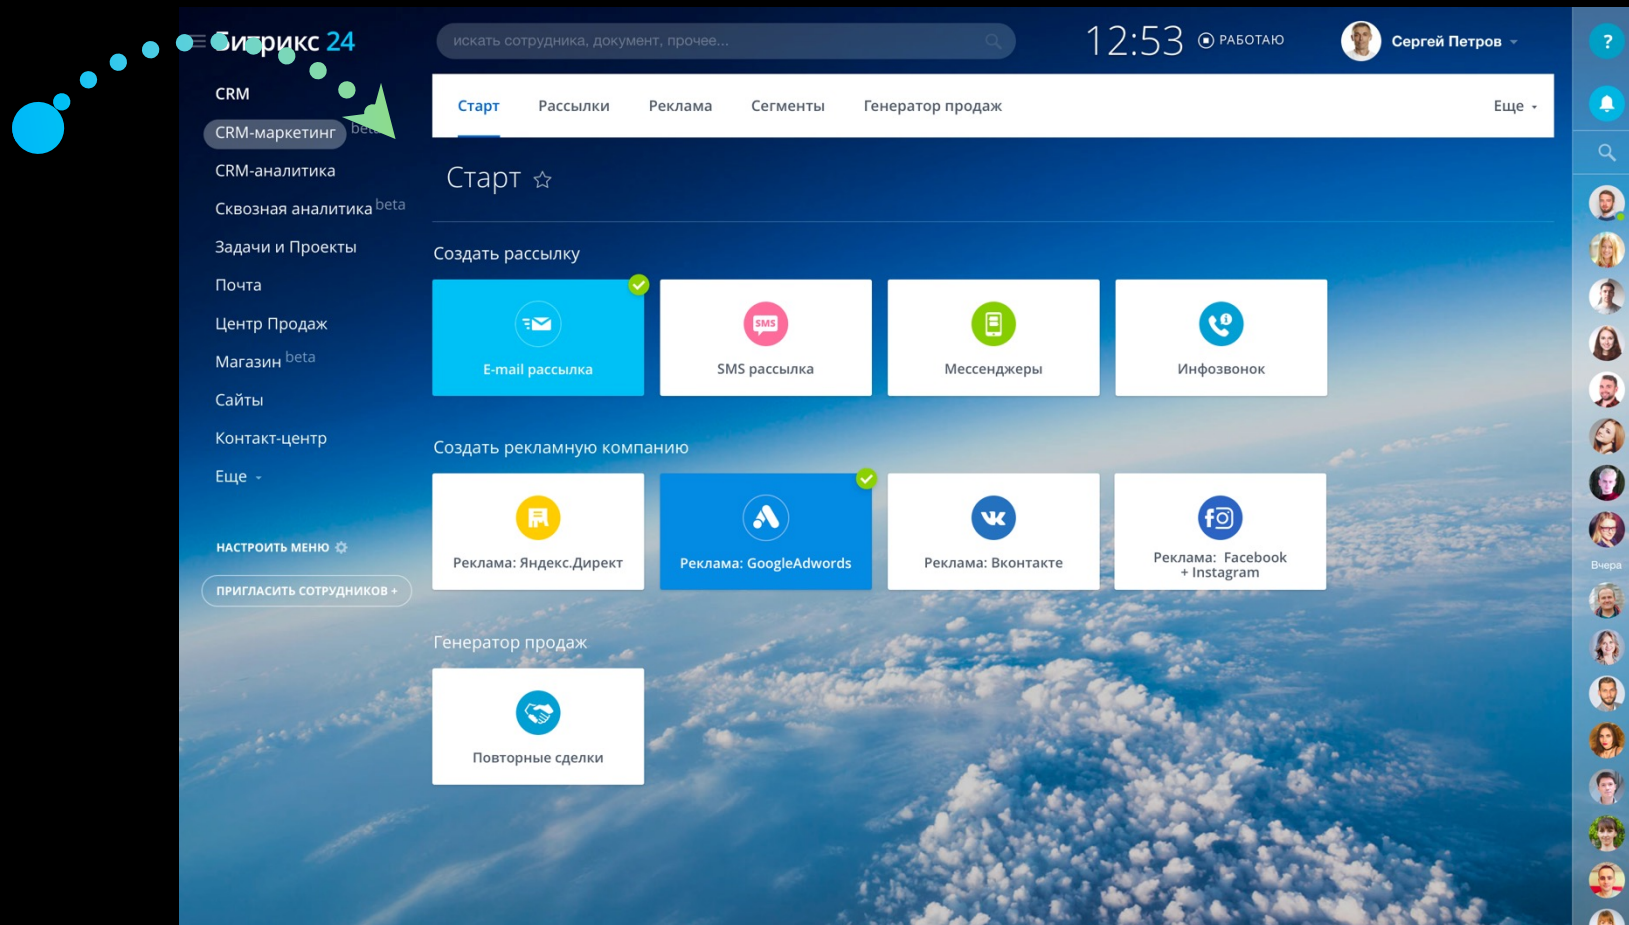 Битрикс 24
искать сотрудника, документ, прочее...
12:53
РАБОТАЮ
Сергей Петров
?
CRM
CRM-маркетинг beta
CRM-аналитика
Сквозная аналитика beta
Задачи и Проекты
Почта
Центр Продаж
Магазин beta
Сайты
Контакт-центр
Еще
НАСТРОИТЬ МЕНЮ
ПРИГЛАСИТЬ СОТРУДНИКОВ +
Старт
Рассылки
Реклама
Сегменты
Генератор продаж
Еще
Старт
Создать рассылку
E-mail рассылка
SMS
SMS рассылка
Мессенджеры
Инфозвонок
Создать рекламную компанию
Реклама: Яндекс.Директ
Реклама: GoogleAdwords
Реклама: Вконтакте
Реклама: Facebook
+ Instagram
Генератор продаж
Повторные сделки
Вчера